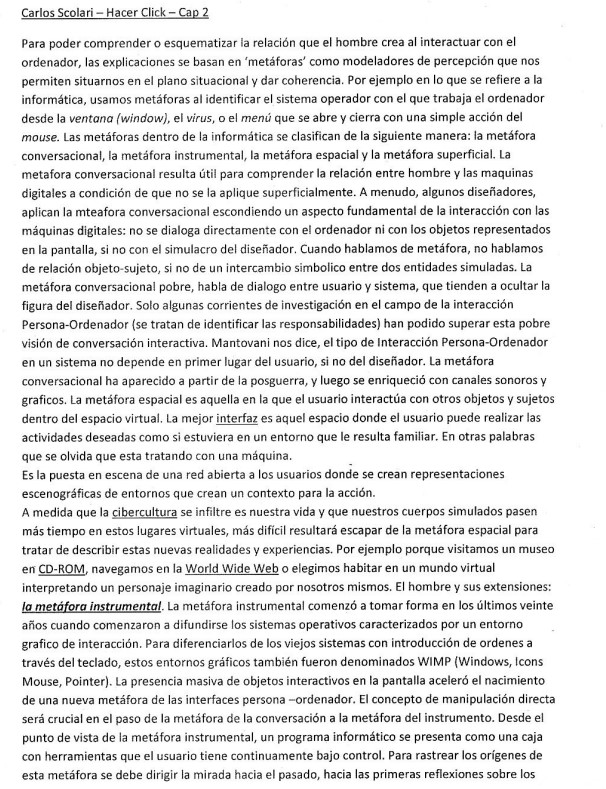 Carlos Scolari – Hacer Click – Cap 2
Para poder comprender o esquematizar la relación que el hombre crea al interactuar con el
ordenador, las explicaciones se basan en ‘metáforas’ como modeladores de percepción que nos
permiten situarnos en el plano situacional y dar coherencia. Por ejemplo en lo que se refiere a la
informática, usamos metáforas al identificar el sistema operador con el que trabaja el ordenador
desde la ventana (window), el virus, o el menú que se abre y cierra con una simple acción del
mouse. Las metáforas dentro de la informática se clasifican de la siguiente manera: la metáfora
conversacional, la metáfora instrumental, la metáfora espacial y la metáfora superficial. La
metafora conversacional resulta útil para comprender la relación entre hombre y las maquinas
digitales a condición de que no se la aplique superficialmente. A menudo, algunos diseñadores,
aplican la mteafora conversacional escondiendo un aspecto fundamental de la interacción con las
máquinas digitales: no se dialoga directamente con el ordenador ni con los objetos representados
en la pantalla, si no con el simulacro del diseñador. Cuando hablamos de metáfora, no hablamos
de relación objeto-sujeto, si no de un intercambio simbolico entre dos entidades simuladas. La
metáfora conversacional pobre, habla de dialogo entre usuario y sistema, que tienden a ocultar la
figura del diseñador. Solo algunas corrientes de investigación en el campo de la interacción
Persona-Ordenador (se tratan de identificar las responsabilidades) han podido superar esta pobre
visión de conversación interactiva. Mantovani nos dice, el tipo de Interacción Persona-Ordenador
en un sistema no depende en primer lugar del usuario, si no del diseñador. La metáfora
conversacional ha aparecido a partir de la posguerra, y luego se enriqueció con canales sonoros y
graficos. La metáfora espacial es aquella en la que el usuario interactúa con otros objetos y sujetos
dentro del espacio virtual. La mejor interfaz es aquel espacio donde el usuario puede realizar las
actividades deseadas como si estuviera en un entorno que le resulta familiar. En otras palabras
que se olvida que esta tratando con una máquina.
Es la puesta en escena de una red abierta a los usuarios donde se crean representaciones
escenográficas de entornos que crean un contexto para la acción.
A medida que la cibercultura se infiltre es nuestra vida y que nuestros cuerpos simulados pasen
más tiempo en estos lugares virtuales, más difícil resultará escapar de la metáfora espacial para
tratar de describir estas nuevas realidades y experiencias. Por ejemplo porque visitamos un museo
en CD-ROM, navegamos en la World Wide Web o elegimos habitar en un mundo virtual
interpretando un personaje imaginario creado por nosotros mismos. El hombre y sus extensiones:
la metáfora instrumental. La metáfora instrumental comenzó a tomar forma en los últimos veinte
años cuando comenzaron a difundirse los sistemas operativos caracterizados por un entorno
grafico de interacción. Para diferenciarlos de los viejos sistemas con introducción de ordenes a
través del teclado, estos entornos gráficos también fueron denominados WIMP (Windows, Icons
Mouse, Pointer). La presencia masiva de objetos interactivos en la pantalla aceleró el nacimiento
de una nueva metáfora de las interfaces persona –ordenador. El concepto de manipulación directa
será crucial en el paso de la metáfora de la conversación a la metáfora del instrumento. Desde el
punto de vista de la metáfora instrumental, un programa informático se presenta como una caja
con herramientas que el usuario tiene continuamente bajo control. Para rastrear los orígenes de
esta metáfora se debe dirigir la mirada hacia el pasado, hacia las primeras reflexiones sobre los